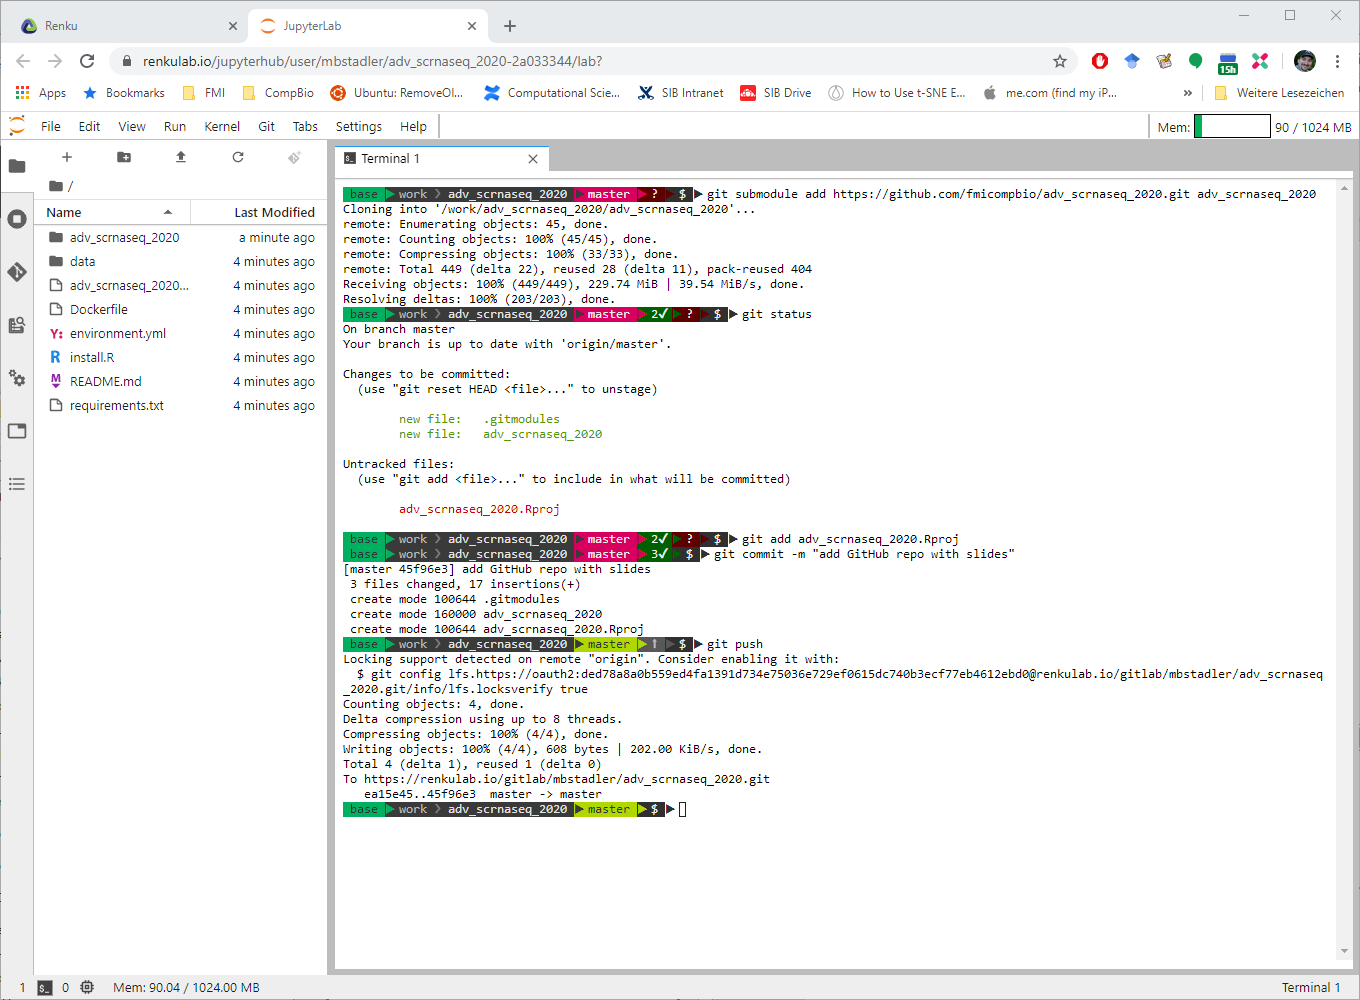 Renku
JupyterLab
renkulab.io/jupyterhub/user/mbstadler/adv_scrnaseq_2020-2a033344/lab?
15h
Apps
Bookmarks
FMI
CompBio
Ubuntu: RemoveOl...
Computational Scie...
SIB Intranet
SIB Drive
How to Use t-SNE E...
me.com (find my iP...
»
Weitere Lesezeichen
File Edit View Run Kernel Git Tabs Settings Help
Mem: 90 / 1024 MB
Terminal 1
/
Name Last Modified
adv_scrnaseq_2020 a minute ago
data 4 minutes ago
adv_scrnaseq_2020... 4 minutes ago
Dockerfile 4 minutes ago
Y: environment.yml 4 minutes ago
R install.R 4 minutes ago
M README.md 4 minutes ago
requirements.txt 4 minutes ago
base work adv_scrnaseq_2020 master ? $ git submodule add https://github.com/fmicompbio/adv_scrnaseq_2020.git adv_scrnaseq_2020
Cloning into '/work/adv_scrnaseq_2020/adv_scrnaseq_2020'...
remote: Enumerating objects: 45, done.
remote: Counting objects: 100% (45/45), done.
remote: Compressing objects: 100% (33/33), done.
remote: Total 449 (delta 22), reused 28 (delta 11), pack-reused 404
Receiving objects: 100% (449/449), 229.74 MiB | 39.54 MiB/s, done.
Resolving deltas: 100% (203/203), done.
base work adv_scrnaseq_2020 master 2✓ ? $ git status
On branch master
Your branch is up to date with 'origin/master'.
Changes to be committed:
(use "git reset HEAD <file>..." to unstage)
new file: .gitmodules
new file: adv_scrnaseq_2020
Untracked files:
(use "git add <file>..." to include in what will be committed)
adv_scrnaseq_2020.Rproj
base work adv_scrnaseq_2020 master 2✓ ? $ git add adv_scrnaseq_2020.Rproj
base work adv_scrnaseq_2020 master 3✓ $ git commit -m "add GitHub repo with slides"
[master 45f96e3] add GitHub repo with slides
3 files changed, 17 insertions(+)
create mode 100644 .gitmodules
create mode 160000 adv_scrnaseq_2020
create mode 100644 adv_scrnaseq_2020.Rproj
base work adv_scrnaseq_2020 master ↑ $ git push
Locking support detected on remote "origin". Consider enabling it with:
$ git config lfs.https://oauth2:ded78a8a0b559ed4fa1391d734e75036e729ef0615dc740b3ecf77eb4612ebd0@renkulab.io/gitlab/mbstadler/adv_scrnaseq
_2020.git/info/lfs.locksverify true
Counting objects: 4, done.
Delta compression using up to 8 threads.
Compressing objects: 100% (4/4), done.
Writing objects: 100% (4/4), 608 bytes | 202.00 KiB/s, done.
Total 4 (delta 1), reused 1 (delta 0)
To https://renkulab.io/gitlab/mbstadler/adv_scrnaseq_2020.git
ea15e45..45f96e3 master -> master
base work adv_scrnaseq_2020 master $
1 0 Mem: 90.04 / 1024.00 MB
Terminal 1